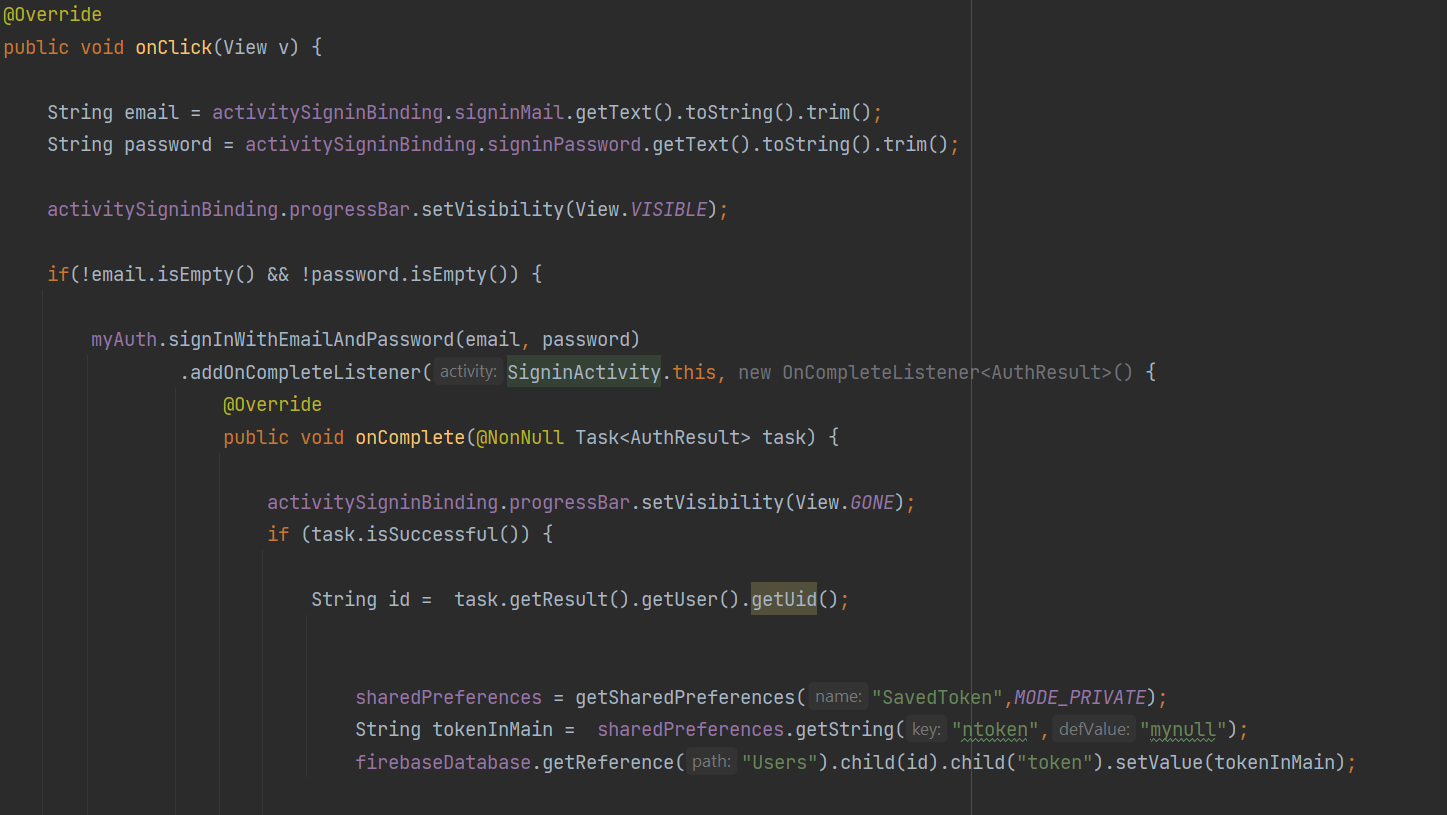 @Override
public void onClick(View v) {
String email = activitySigninBinding.signinMail.getText().toString().trim();
String password = activitySigninBinding.signinPassword.getText().toString().trim();
activitySigninBinding.progressBar.setVisibility(View.VISIBLE);
if(!email.isEmpty() && !password.isEmpty()) {
myAuth.signInWithEmailAndPassword(email, password)
.addOnCompleteListener( activity: SigninActivity.this, new OnCompleteListener<AuthResult>() {
@Override
public void onComplete(@NonNull Task<AuthResult> task) {
activitySigninBinding.progressBar.setVisibility(View.GONE);
if (task.isSuccessful()) {
String id =  task.getResult().getUser().getUid();
sharedPreferences = getSharedPreferences( name: "SavedToken",MODE_PRIVATE);
String tokenInMain =  sharedPreferences.getString( key: "ntoken", defValue: "mynull");
firebaseDatabase.getReference( path: "Users").child(id).child("token").setValue(tokenInMain);